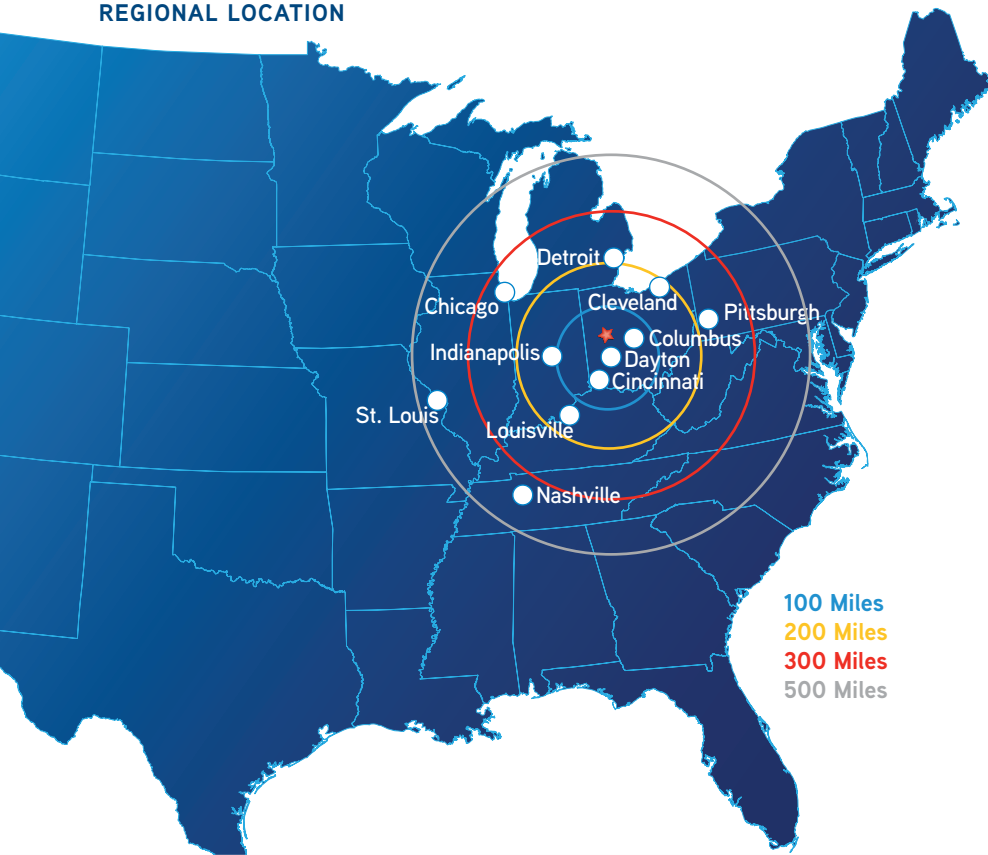 REGIONAL LOCATION
Detroit
Cleveland
Chicago
Pittsburgh
Columbus
Indianapolis
Dayton
Cincinnati
St. Louis
Louisville
Nashville
100 Miles
200 Miles
300 Miles
500 Miles